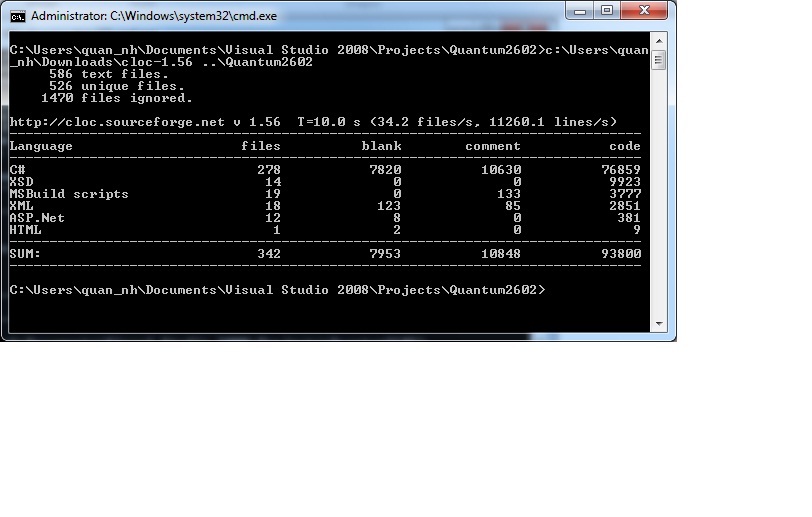 Administrator: C:\Windows\system32\cmd.exe
C:\Users\quan_nh\Documents\Visual Studio 2008\Projects\Quantum2602>c:\Users\quan
_nh\Downloads\cloc-1.56 ..\Quantum2602
586 text files.
526 unique files.
1470 files ignored.
http://cloc.sourceforge.net v 1.56 T=10.0 s (34.2 files/s, 11260.1 lines/s)
Language files blank comment code
C# 278 7820 10630 76859
XSD 14 0 0 9923
MSBuild scripts 19 0 133 3777
XML 18 123 85 2851
ASP.Net 12 8 0 381
HTML 1 2 0 9
SUM: 342 7953 10848 93800
C:\Users\quan_nh\Documents\Visual Studio 2008\Projects\Quantum2602>